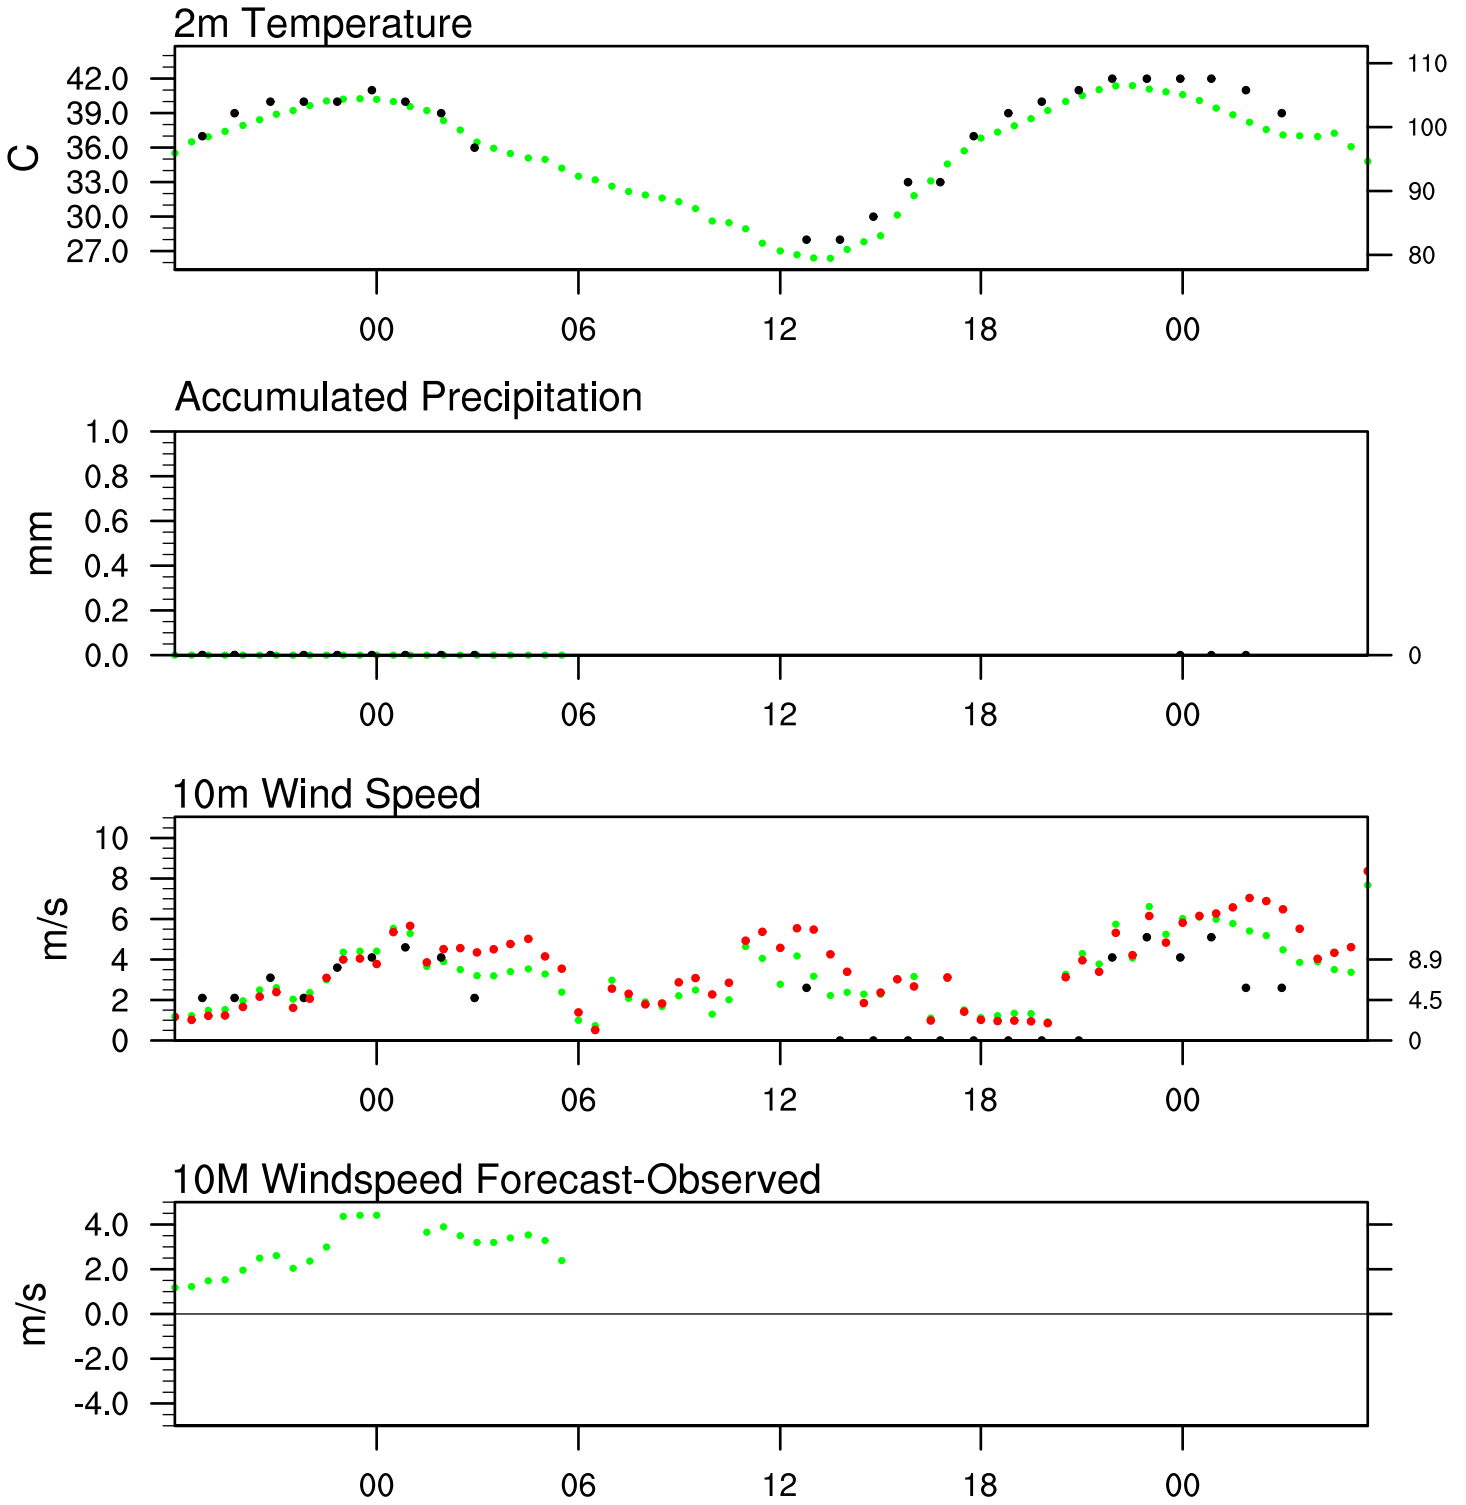 2m Temperature
42.0
39.0
36.0
33.0
30.0
27.0
C
110
100
90
80
00 06 12 18 00
Accumulated Precipitation
1.0
0.8
0.6
0.4
0.2
0.0
mm
0
00 06 12 18 00
10m Wind Speed
10
8
6
4
2
0
m/s
8.9
4.5
0
00 06 12 18 00
10M Windspeed Forecast-Observed
4.0
2.0
0.0
-2.0
-4.0
m/s
00 06 12 18 00